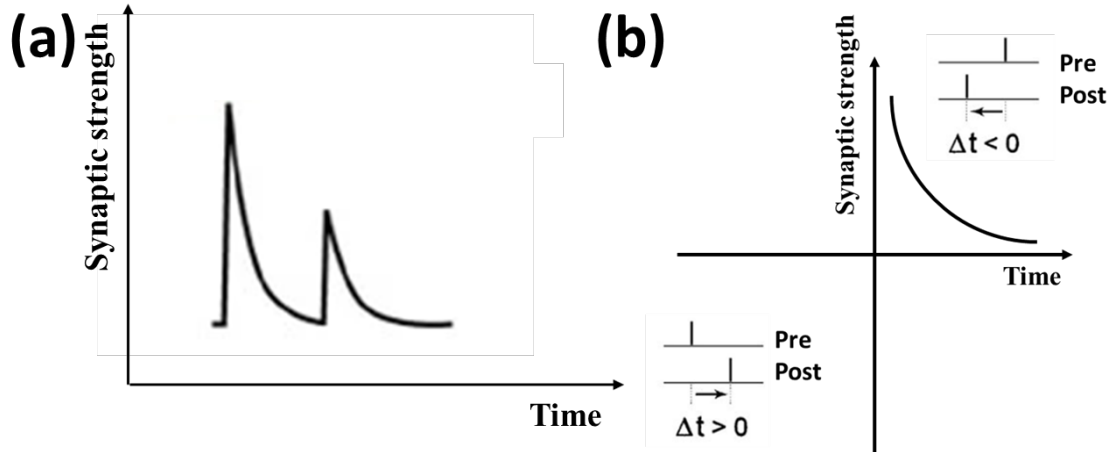 (a)
Synaptic strength
Time
(b)
Synaptic strength
Pre
Post
Δt < 0
Time
Pre
Post
Δt > 0